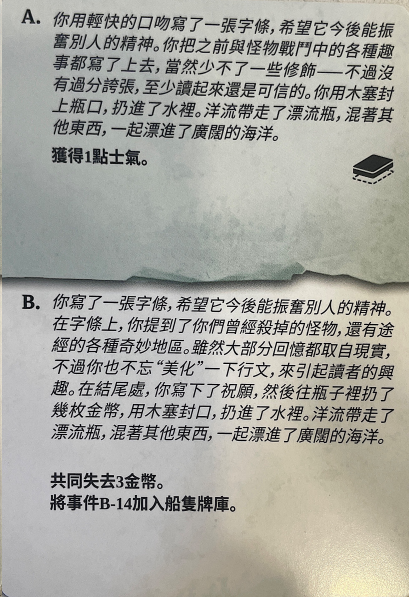 A. 你用輕快的口吻寫了一張字條,希望它今後能振
奮別人的精神。你把之前與怪物戰鬥中的各種趣
事都寫了上去,當然少不了一些修飾——不過沒
有過分誇張,至少讀起來還是可信的。你用木塞封
上瓶口,扔進了水裡。洋流帶走了漂流瓶,混著其
他東西,一起漂進了廣闊的海洋。
獲得1點士氣。
B. 你寫了一張字條,希望它今後能振奮別人的精神。
在字條上,你提到了你們曾經殺掉的怪物,還有途
經的各種奇妙地區。雖然大部分回憶都取自現實,
不過你也不忘“美化”一下行文,來引起讀者的興
趣。在結尾處,你寫下了祝願,然後往瓶子裡扔了
幾枚金幣,用木塞封口,扔進了水裡。洋流帶走了
漂流瓶,混著其他東西,一起漂進了廣闊的海洋。
共同失去3金幣。
將事件B-14加入船隻牌庫。